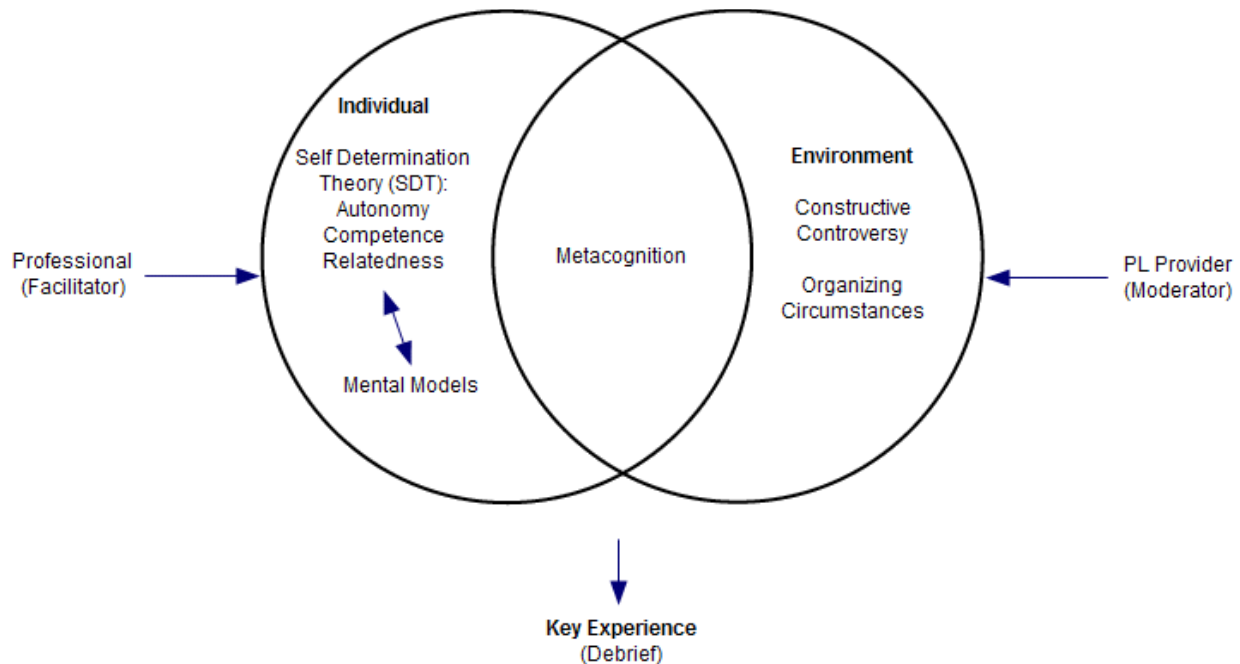 Individual
Self Determination
Theory (SDT):
Autonomy
Competence
Relatedness
Mental Models
Professional
(Facilitator)
Metacognition
Environment
Constructive
Controversy
Organizing
Circumstances
PL Provider
(Moderator)
Key Experience
(Debrief)